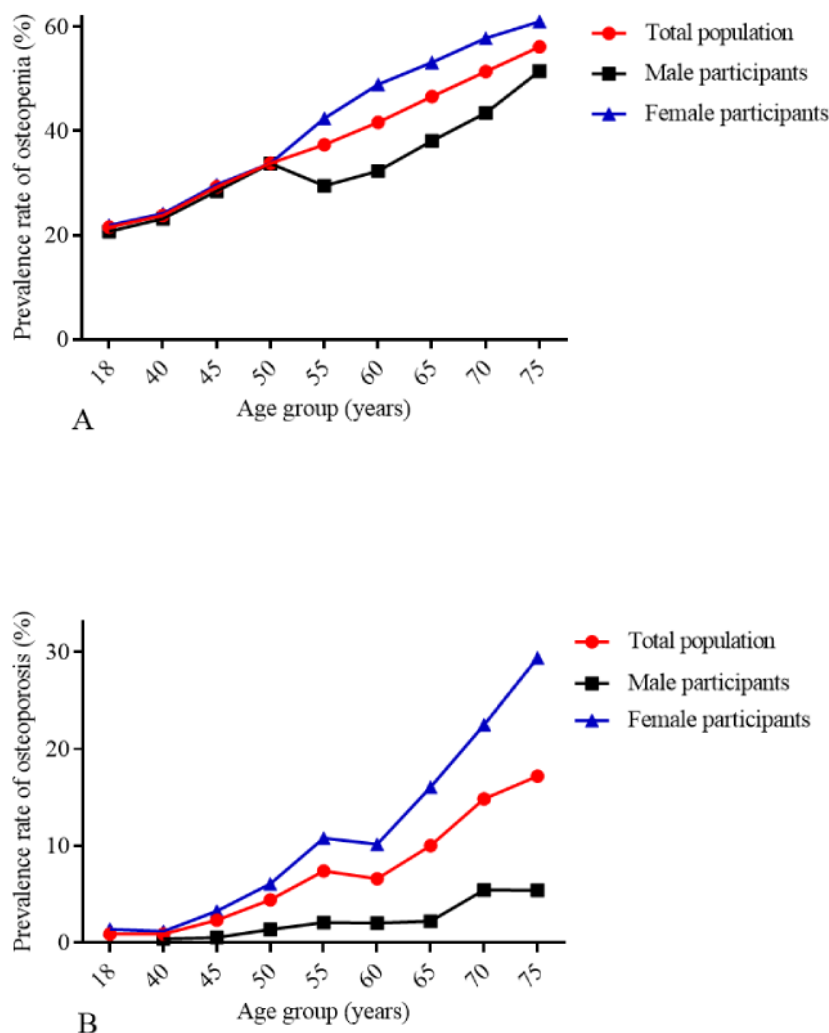 Prevalence rate of osteopenia (%)
60
40
20
0
18 40 45 50 55 60 65 70 75
Age group (years)
A
Total population
Male participants
Female participants
Prevalence rate of osteoporosis (%)
30
20
10
0
18 40 45 50 55 60 65 70 75
Age group (years)
B
Total population
Male participants
Female participants